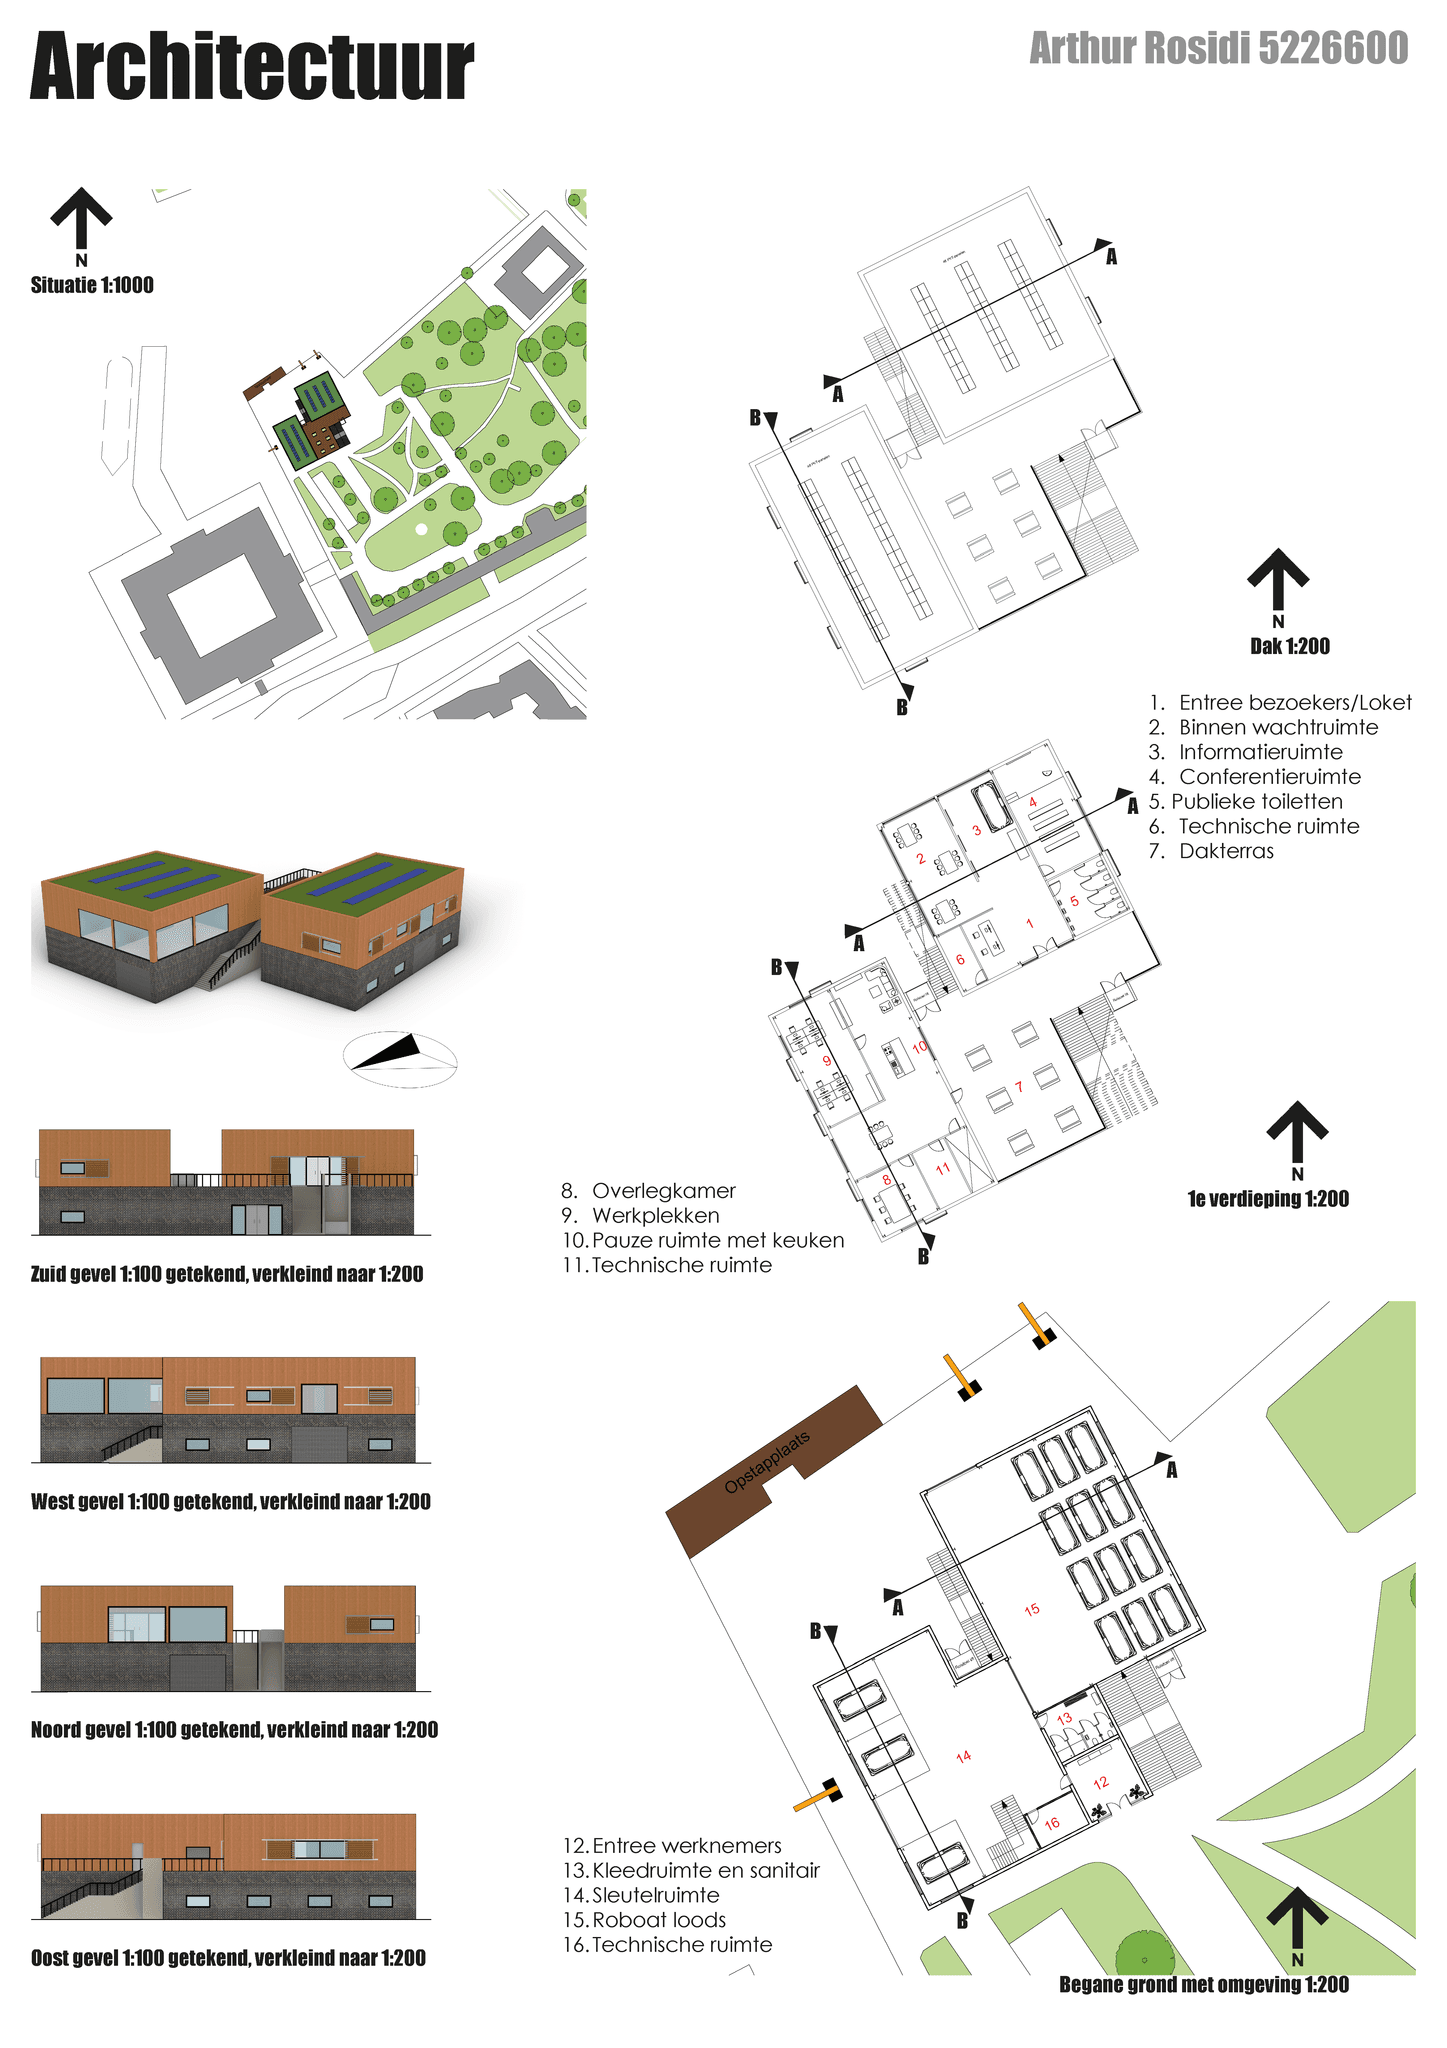 Architectuur
Arthur Rosidi 5226600
N
Situatie 1:1000
A
A
B
B
N
Dak 1:200
1. Entree bezoekers/Loket
2. Binnen wachtruimte
3. Informatieruimte
4. Conferentieruimte
5. Publieke toiletten
6. Technische ruimte
7. Dakterras
A
A
B
B
1
2
3
4
5
6
7
8
9
10
11
N
1e verdieping 1:200
8. Overlegkamer
9. Werkplekken
10. Pauze ruimte met keuken
11. Technische ruimte
Zuid gevel 1:100 getekend, verkleind naar 1:200
West gevel 1:100 getekend, verkleind naar 1:200
Noord gevel 1:100 getekend, verkleind naar 1:200
Oost gevel 1:100 getekend, verkleind naar 1:200
Opstapplaats
A
A
B
B
12
13
14
15
16
12. Entree werknemers
13. Kleedruimte en sanitair
14. Sleutelruimte
15. Roboat loods
16. Technische ruimte
N
Begane grond met omgeving 1:200